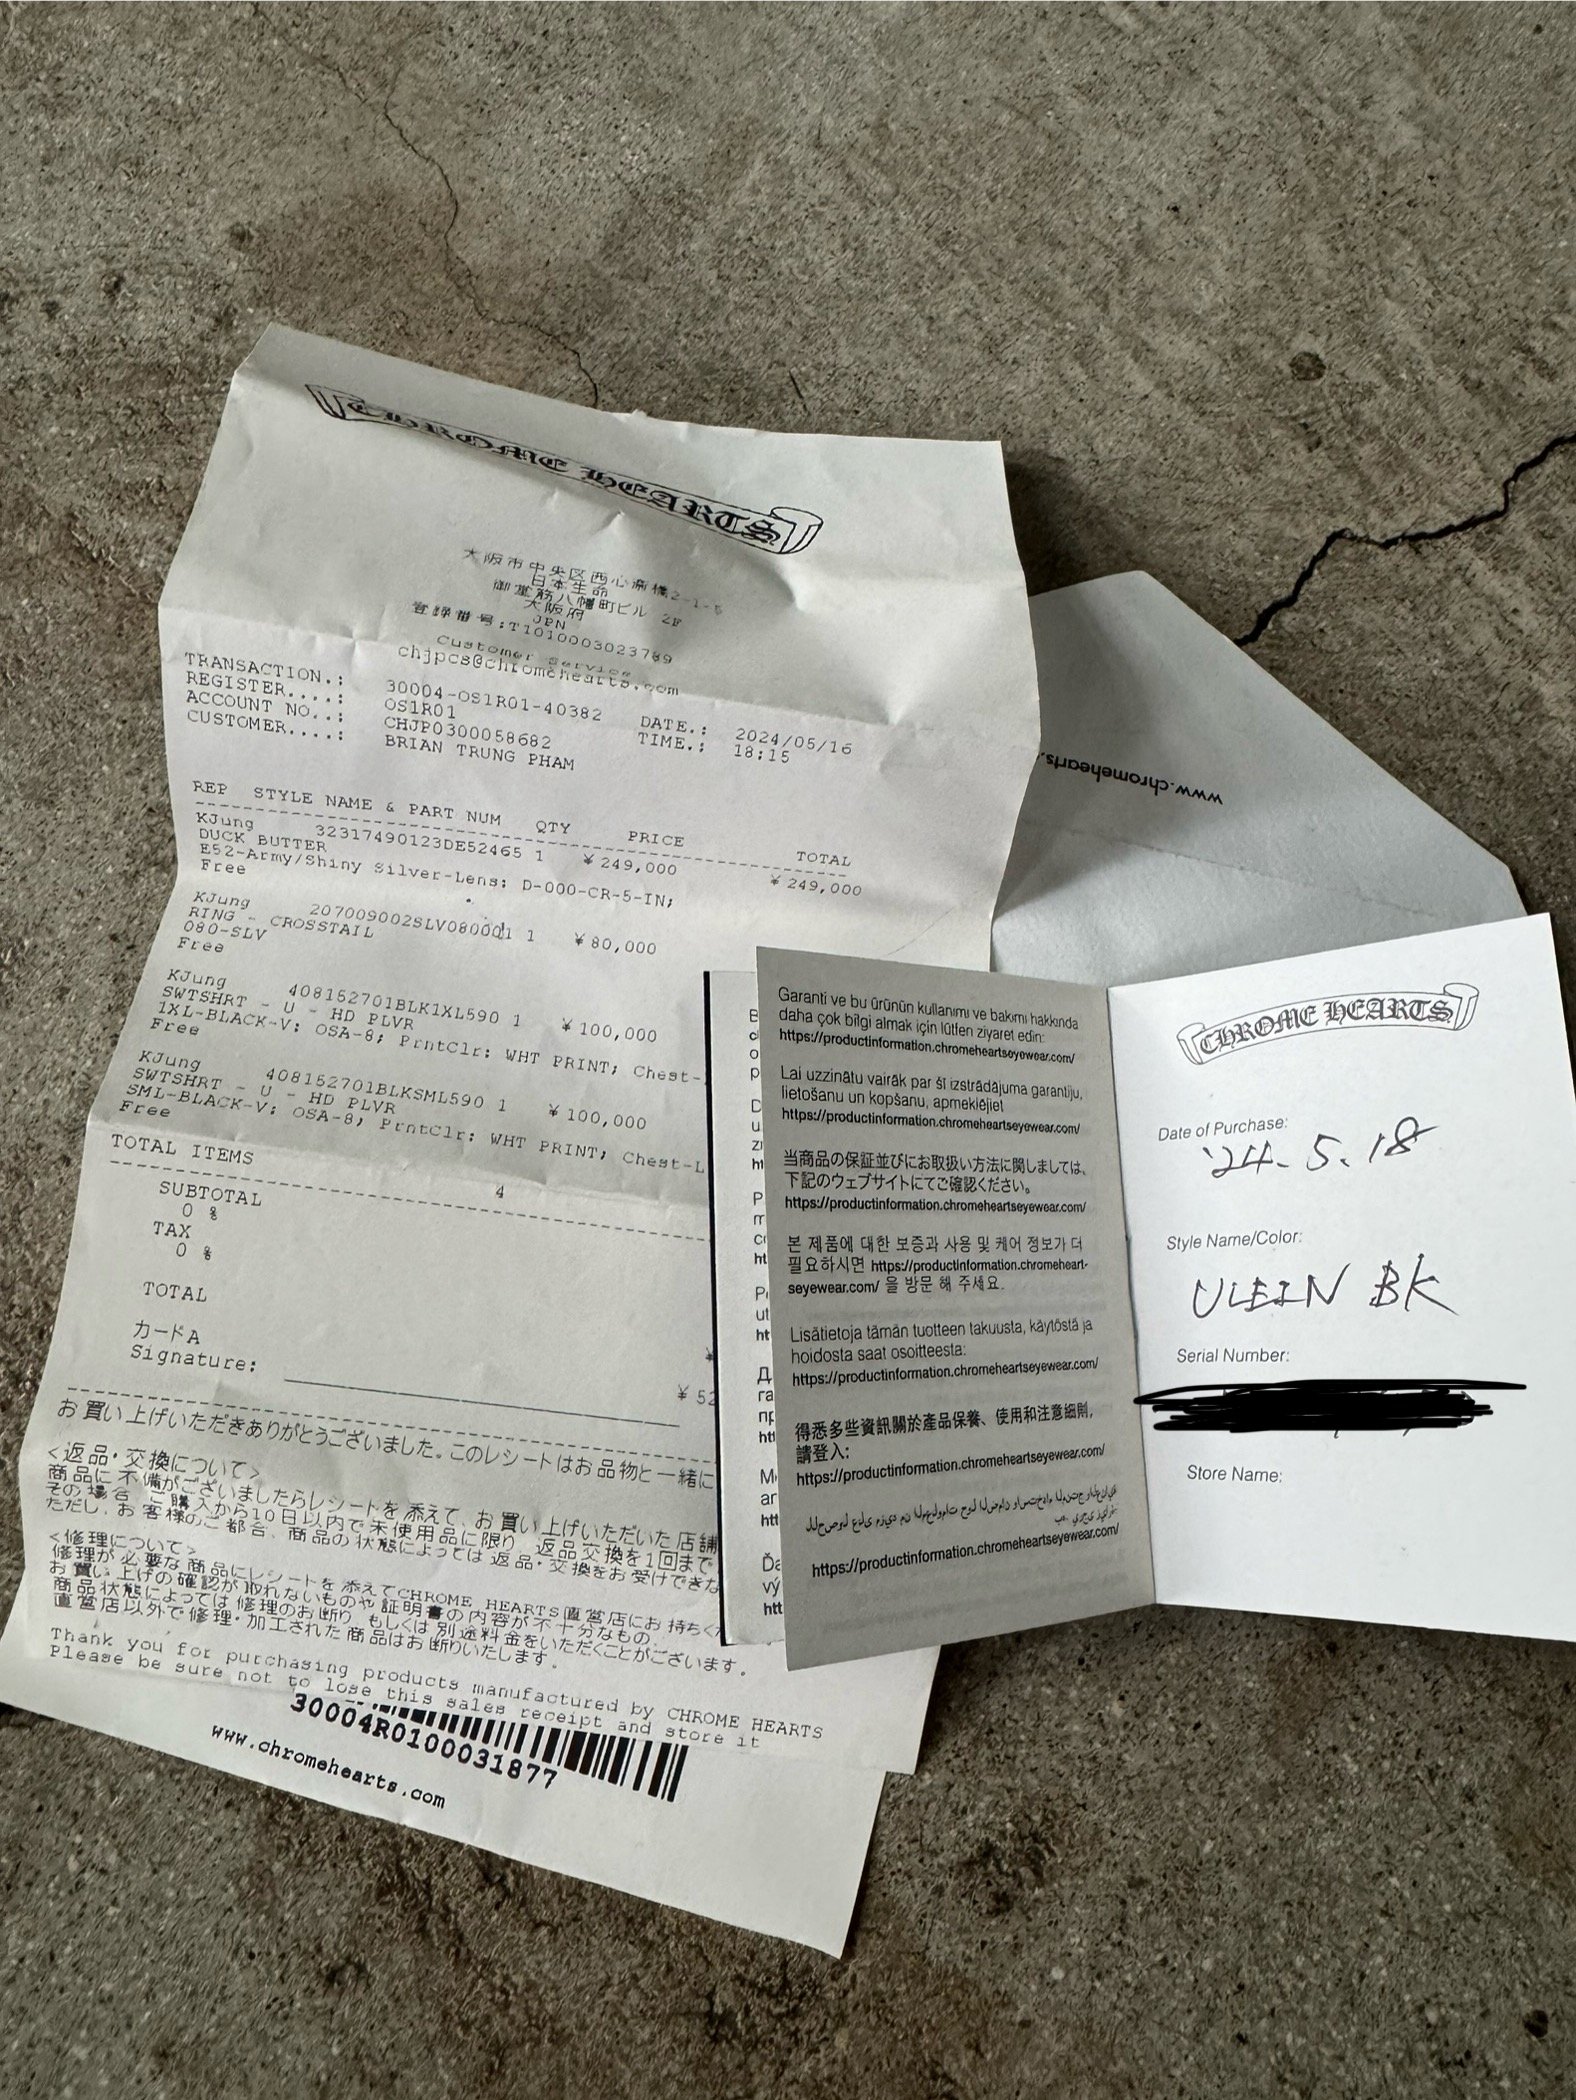 CHROME HEARTS
大阪市中央区西心斎橋2-1-5
日本生命
御堂筋八幡町ビル 2F
大阪府
JPN
登録番号:T1010003023789
Customer Service
chjpcs@chromehearts.com
TRANSACTION.: 30004-OS1R01-40382 DATE.: 2024/05/16
REGISTER....: OS1R01 TIME.: 18:15
ACCOUNT NO..: CHJP0300058682
CUSTOMER....: BRIAN TRUNG PHAM
REP STYLE NAME & PART NUM QTY PRICE TOTAL
KJung 32317490123DE52465 1 ¥249,000 ¥249,000
DUCK BUTTER
E52-Army/Shiny Silver-Lens: D-000-CR-5-IN;
Free
KJung 207009002SLV080001 1 ¥80,000
RING - CROSSTAIL
080-SLV
Free
KJung 408152701BLK1XL590 1 ¥100,000
SWTSHRT - U - HD PLVR
1XL-BLACK-V: OSA-8; PrntClr: WHT PRINT; Chest-
Free
KJung 408152701BLKSML590 1 ¥100,000
SWTSHRT - U - HD PLVR
SML-BLACK-V: OSA-8; PrntClr: WHT PRINT; Chest-L
Free
TOTAL ITEMS 4
SUBTOTAL
0 %
TAX
0 %
TOTAL ¥
カードA ¥52
Signature:
お買い上げいただきありがとうございました。このレシートはお品物と一緒に
<返品・交換について>
商品に不備がございましたらレシートを添えて、お買い上げいただいた店舗
その場合、ご購入から10日以内で未使用品に限り、返品交換を1回まで
ただし、お客様のご都合、商品の状態によっては返品・交換をお受けできな
<修理について>
修理が必要な商品にレシートを添えてCHROME HEARTS直営店にお持ちく
お買い上げの確認が取れないものや証明書の内容が不十分なもの、
商品状態によっては修理のお断り、もしくは別途料金をいただくことがございます。
直営店以外で修理・加工された商品はお断りいたします。
Thank you for purchasing products manufactured by CHROME HEARTS
Please be sure not to lose this sales receipt and store it
30004R0100031877
www.chromehearts.com
www.chromehearts.
Garanti ve bu ürünün kullanımı ve bakımı hakkında
daha çok bilgi almak için lütfen ziyaret edin:
https://productinformation.chromeheartseyewear.com/
Lai uzzinātu vairāk par šī izstrādājuma garantiju,
lietošanu un kopšanu, apmeklējiet
https://productinformation.chromeheartseyewear.com/
当商品の保証並びにお取扱い方法に関しましては、
下記のウェブサイトにてご確認ください。
https://productinformation.chromeheartseyewear.com/
본 제품에 대한 보증과 사용 및 케어 정보가 더
필요하시면 https://productinformation.chromeheart-
seyewear.com/ 을 방문 해 주세요.
Lisätietoja tämän tuotteen takuusta, käytöstä ja
hoidosta saat osoitteesta:
https://productinformation.chromeheartseyewear.com/
得悉多些資訊關於產品保養、使用和注意細則,
請登入:
https://productinformation.chromeheartseyewear.com/
للحصول على مزيد من المعلومات حول الضمان واستخدام المنتج والعناية
به، يرجى زيارة:
https://productinformation.chromeheartseyewear.com/
CHROME HEARTS
Date of Purchase:
'24. 5. 18
Style Name/Color:
ULEIN BK
Serial Number:
Store Name: